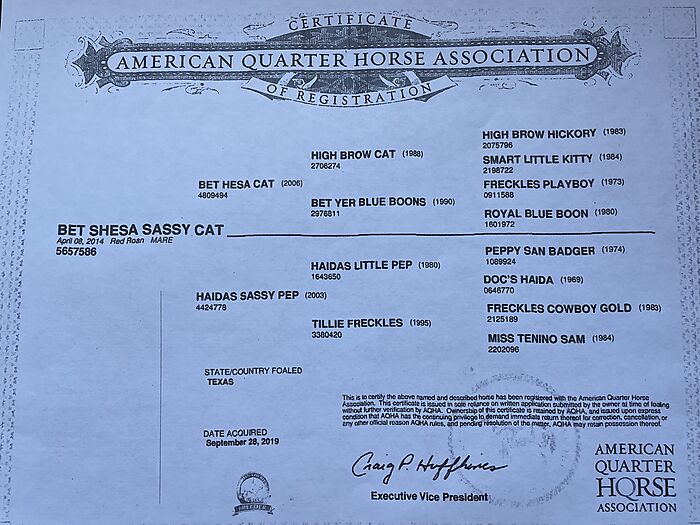 CERTIFICATE
AMERICAN QUARTER HORSE ASSOCIATION
OF REGISTRATION
HIGH BROW HICKORY (1983)
2075796
HIGH BROW CAT (1988)
2706274
SMART LITTLE KITTY (1984)
2198722
BET HESA CAT (2006)
4809494
FRECKLES PLAYBOY (1973)
0911588
BET YER BLUE BOONS (1990)
2976811
ROYAL BLUE BOON (1980)
1601972
BET SHESA SASSY CAT
April 08, 2014 Red Roan MARE
5657586
PEPPY SAN BADGER (1974)
1089924
HAIDAS LITTLE PEP (1980)
1643650
DOC'S HAIDA (1969)
0646770
HAIDAS SASSY PEP (2003)
4424778
FRECKLES COWBOY GOLD (1983)
2125189
TILLIE FRECKLES (1995)
3380420
MISS TENINO SAM (1984)
2202096
STATE/COUNTRY FOALED
TEXAS
This is to certify the above named and described horse has been registered with the American Quarter Horse
Association. This certificate is issued in sole reliance on written application submitted by the owner at time of foaling
without further verification by AQHA. Ownership of this certificate is retained by AQHA, and issued upon express
condition that AQHA has the continuing privilege to demand immediate return thereof for correction, cancellation, or
any other official reason AQHA rules, and pending resolution of the matter, AQHA may retain possession thereof.
DATE ACQUIRED
September 28, 2019
Craig P. Huffhines
Executive Vice President
BREEDER
AMERICAN
QUARTER
HORSE
ASSOCIATION